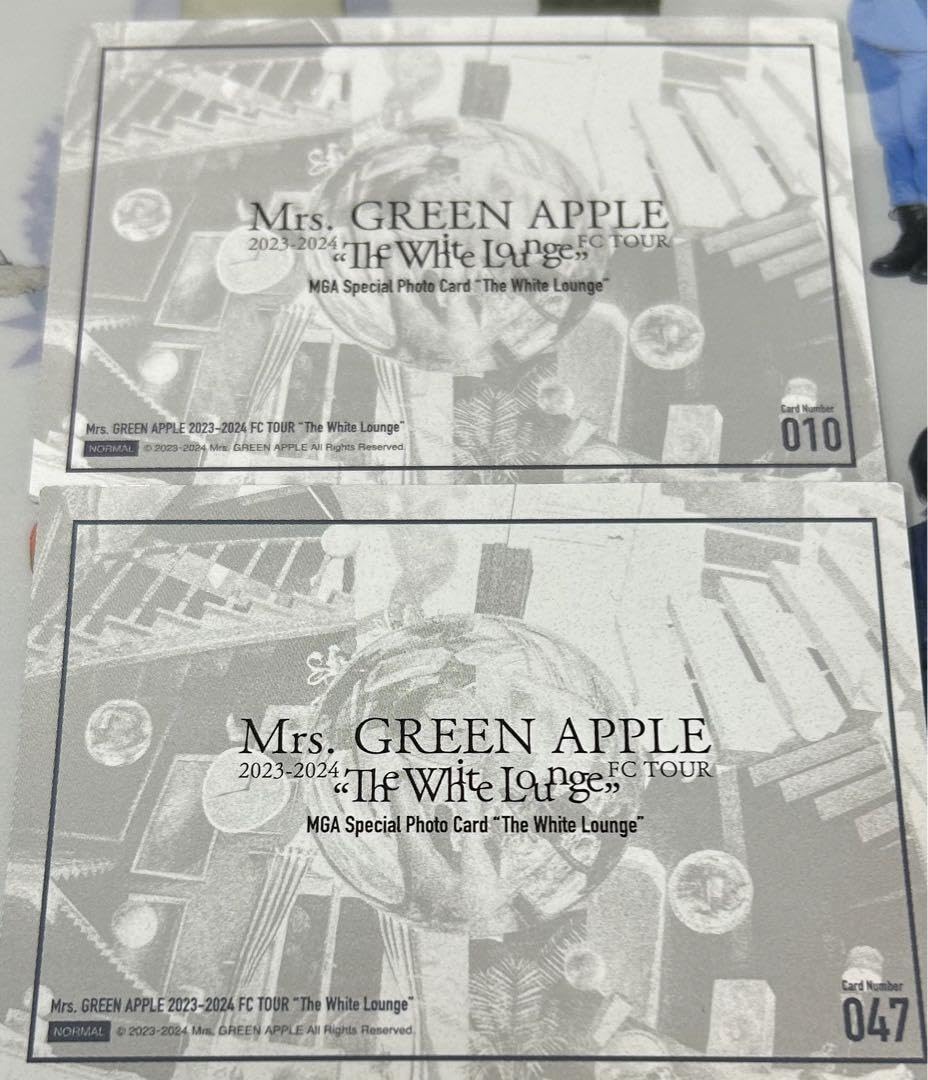 Mrs. GREEN APPLE
2023-2024 “The White Lounge” FC TOUR
MGA Special Photo Card “The White Lounge”
Mrs. GREEN APPLE 2023-2024 FC TOUR “The White Lounge”
NORMAL © 2023-2024 Mrs. GREEN APPLE All Rights Reserved.
Card Number
010
Mrs. GREEN APPLE
2023-2024 “The White Lounge” FC TOUR
MGA Special Photo Card “The White Lounge”
Mrs. GREEN APPLE 2023-2024 FC TOUR “The White Lounge”
NORMAL © 2023-2024 Mrs. GREEN APPLE All Rights Reserved.
Card Number
047